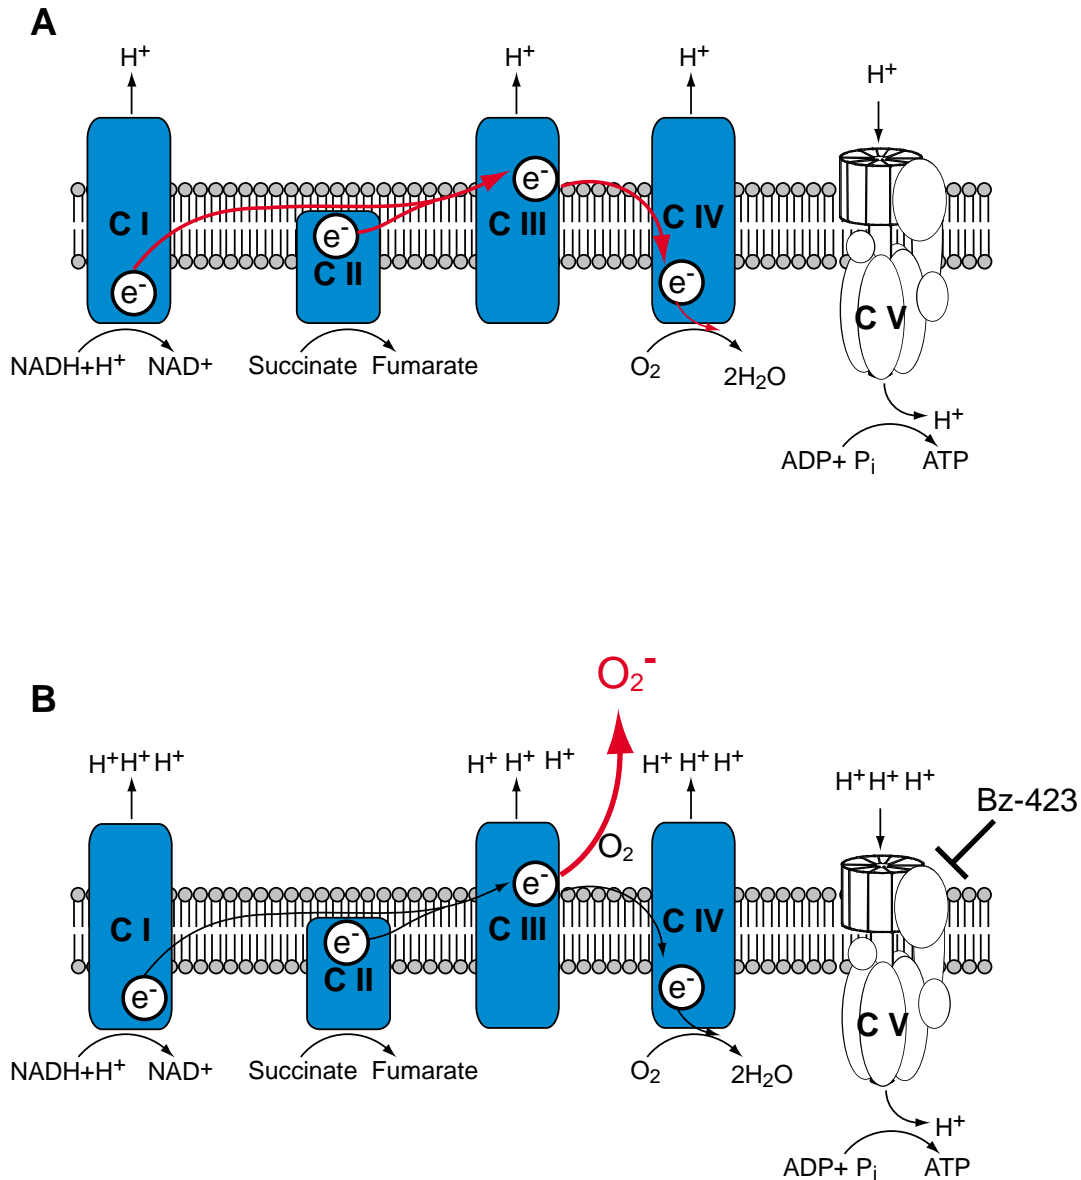 A
H⁺ H⁺ H⁺ H⁺
e⁻
C I C III C IV
e⁻
C II
e⁻ e⁻
C V
NADH+H⁺ NAD+ Succinate Fumarate O₂ 2H₂O
H⁺
ADP+ Pi ATP
O₂⁻
B
H⁺H⁺ H⁺ H⁺ H⁺ H⁺ H⁺ H⁺H⁺
H⁺H⁺ H⁺
Bz-423
O₂
e⁻
C I C III C IV
e⁻
C II
e⁻ e⁻
C V
NADH+H⁺ NAD+ Succinate Fumarate O₂ 2H₂O
H⁺
ADP+ Pi ATP